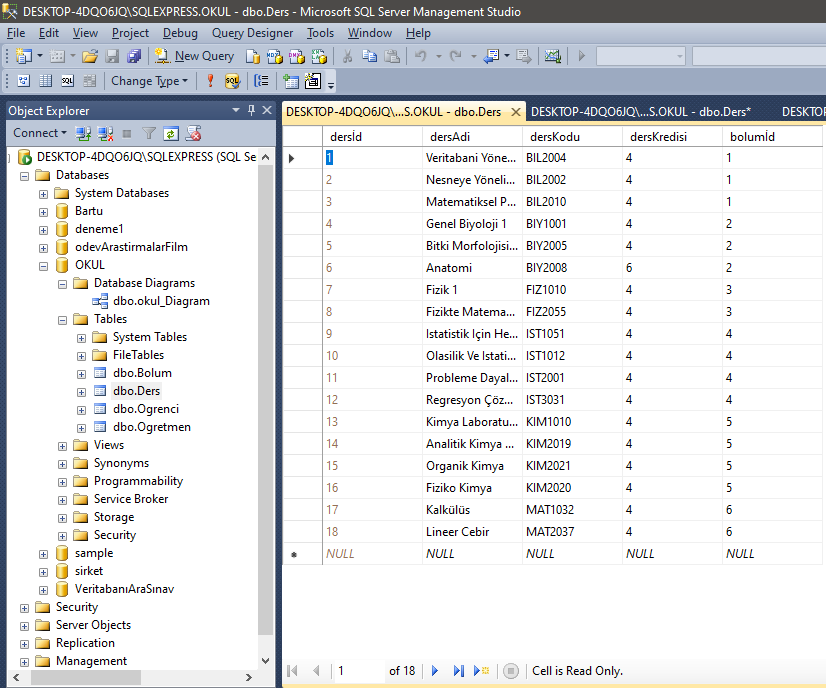 DESKTOP-4DQO6JQ\SQLEXPRESS.OKUL - dbo.Ders - Microsoft SQL Server Management Studio
File Edit View Project Debug Query Designer Tools Window Help
New Query
Change Type
Object Explorer
Connect
DESKTOP-4DQO6JQ\SQLEXPRESS (SQL Se
Databases
System Databases
Bartu
deneme1
odevArastirmalarFilm
OKUL
Database Diagrams
dbo.okul_Diagram
Tables
System Tables
FileTables
dbo.Bolum
dbo.Ders
dbo.Ogrenci
dbo.Ogretmen
Views
Synonyms
Programmability
Service Broker
Storage
Security
sample
sirket
VeritabanıAraSınav
Security
Server Objects
Replication
Management
DESKTOP-4DQO6JQ\...S.OKUL - dbo.Ders DESKTOP-4DQO6JQ\...S.OKUL - dbo.Ders* DESKTO
dersİd dersAdi dersKodu dersKredisi bolumİd
1 Veritabani Yöne... BIL2004 4 1
2 Nesneye Yöneli... BIL2002 4 1
3 Matematiksel P... BIL2010 4 1
4 Genel Biyoloji 1 BIY1001 4 2
5 Bitki Morfolojisi... BIY2005 4 2
6 Anatomi BIY2008 6 2
7 Fizik 1 FIZ1010 4 3
8 Fizikte Matema... FIZ2055 4 3
9 Istatistik Için He... IST1051 4 4
10 Olasilik Ve Istati... IST1012 4 4
11 Probleme Dayal... IST2001 4 4
12 Regresyon Çöz... IST3031 4 4
13 Kimya Laboratu... KIM1010 4 5
14 Analitik Kimya ... KIM2019 4 5
15 Organik Kimya KIM2021 4 5
16 Fiziko Kimya KIM2020 4 5
17 Kalkülüs MAT1032 4 6
18 Lineer Cebir MAT2037 4 6
NULL NULL NULL NULL NULL
1 of 18 Cell is Read Only.